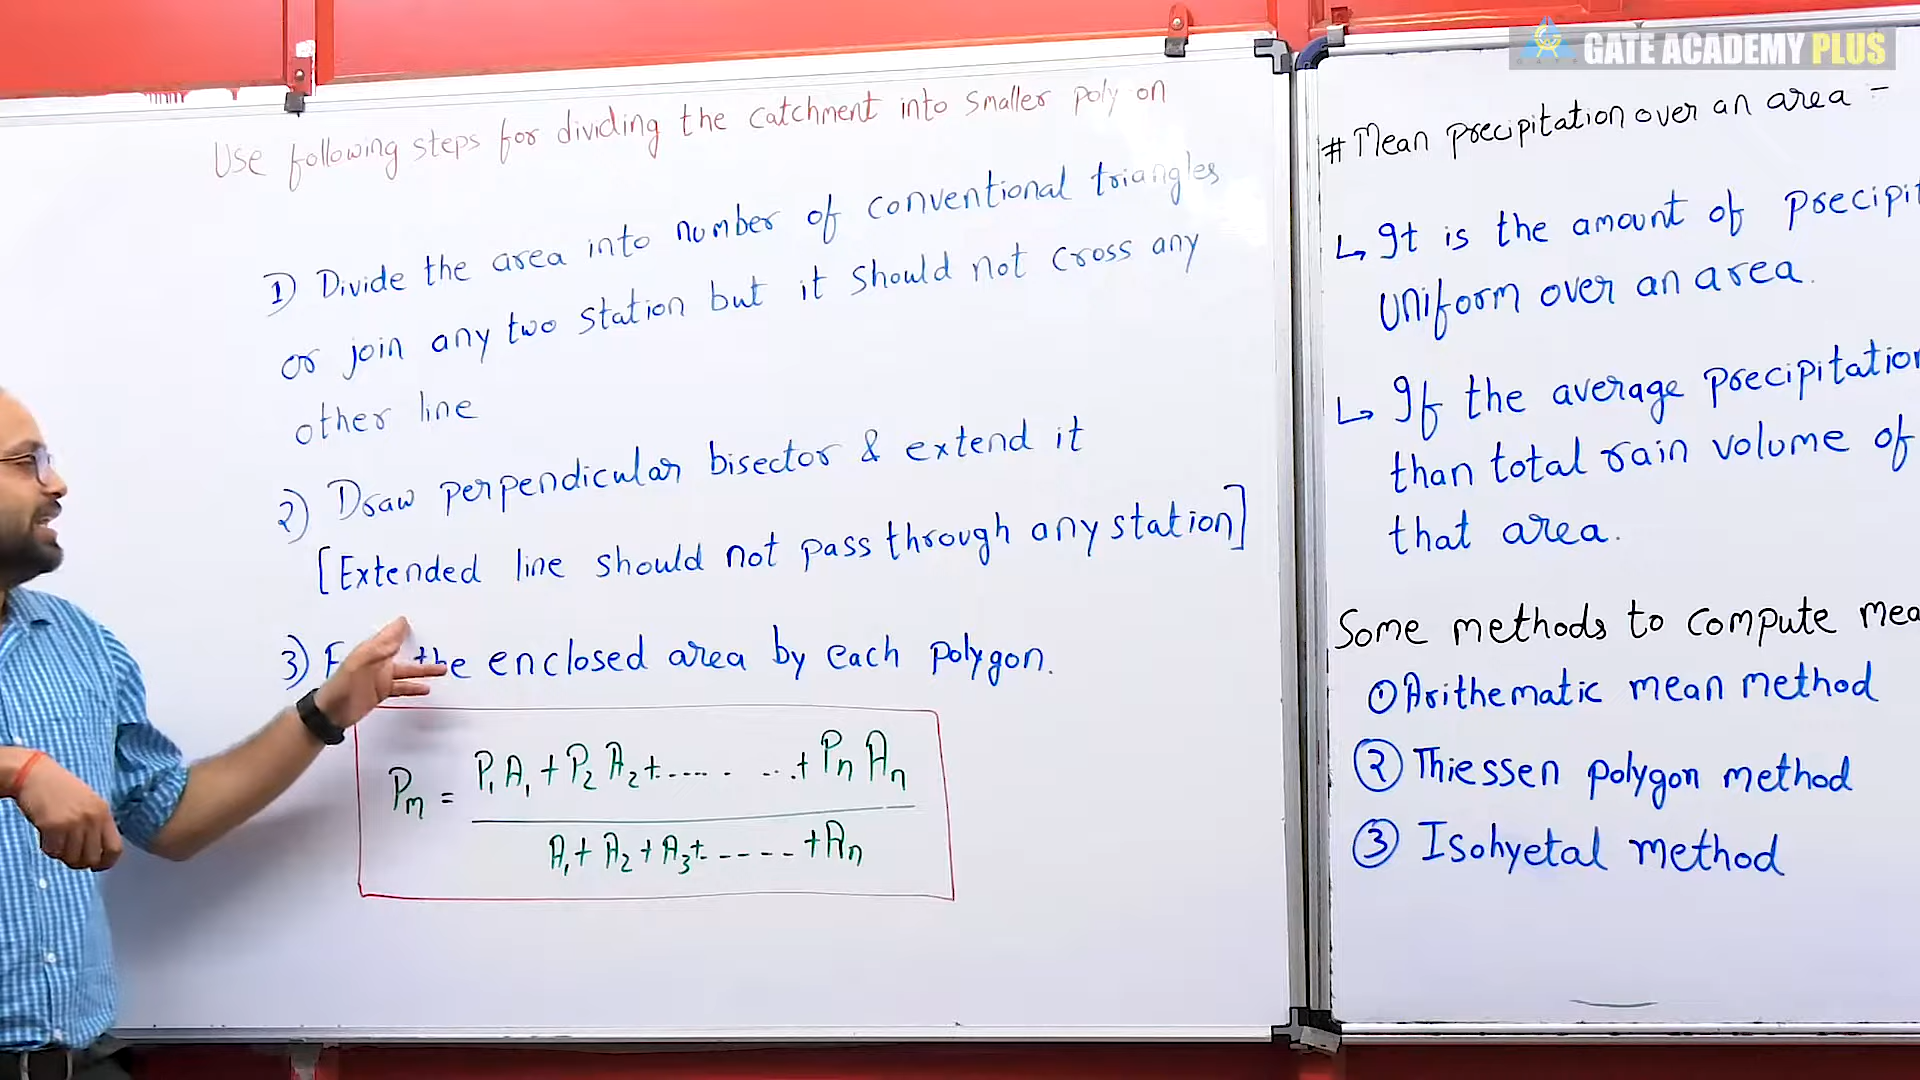 Use following steps for dividing the catchment into smaller poly on
1) Divide the area into number of conventional triangles
or join any two station but it should not cross any
other line
2) Draw perpendicular bisector & extend it
[Extended line should not pass through any station]
3) the enclosed area by each polygon.
Pm = P1A1 + P2A2 +..... ...+ PnAn
A1 + A2 + A3+ ----- +An
GATE ACADEMY PLUS
# Mean precipitation over an area -
↳ It is the amount of precipit
uniform over an area.
↳ If the average precipitation
than total rain volume of
that area.
Some methods to compute mea
① Arithematic mean method
② Thiessen polygon method
③ Isohyetal method